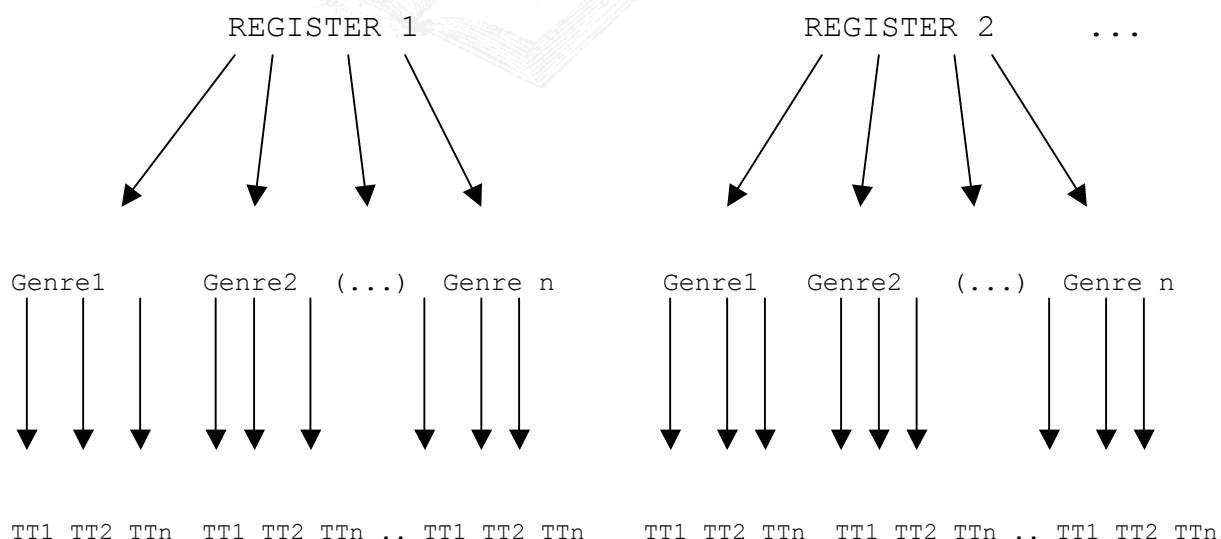 REGISTER 1 REGISTER 2 ...
Genre1 Genre2 (...) Genre n Genre1 Genre2 (...) Genre n
TT1 TT2 TTn TT1 TT2 TTn .. TT1 TT2 TTn TT1 TT2 TTn TT1 TT2 TTn .. TT1 TT2 TTn